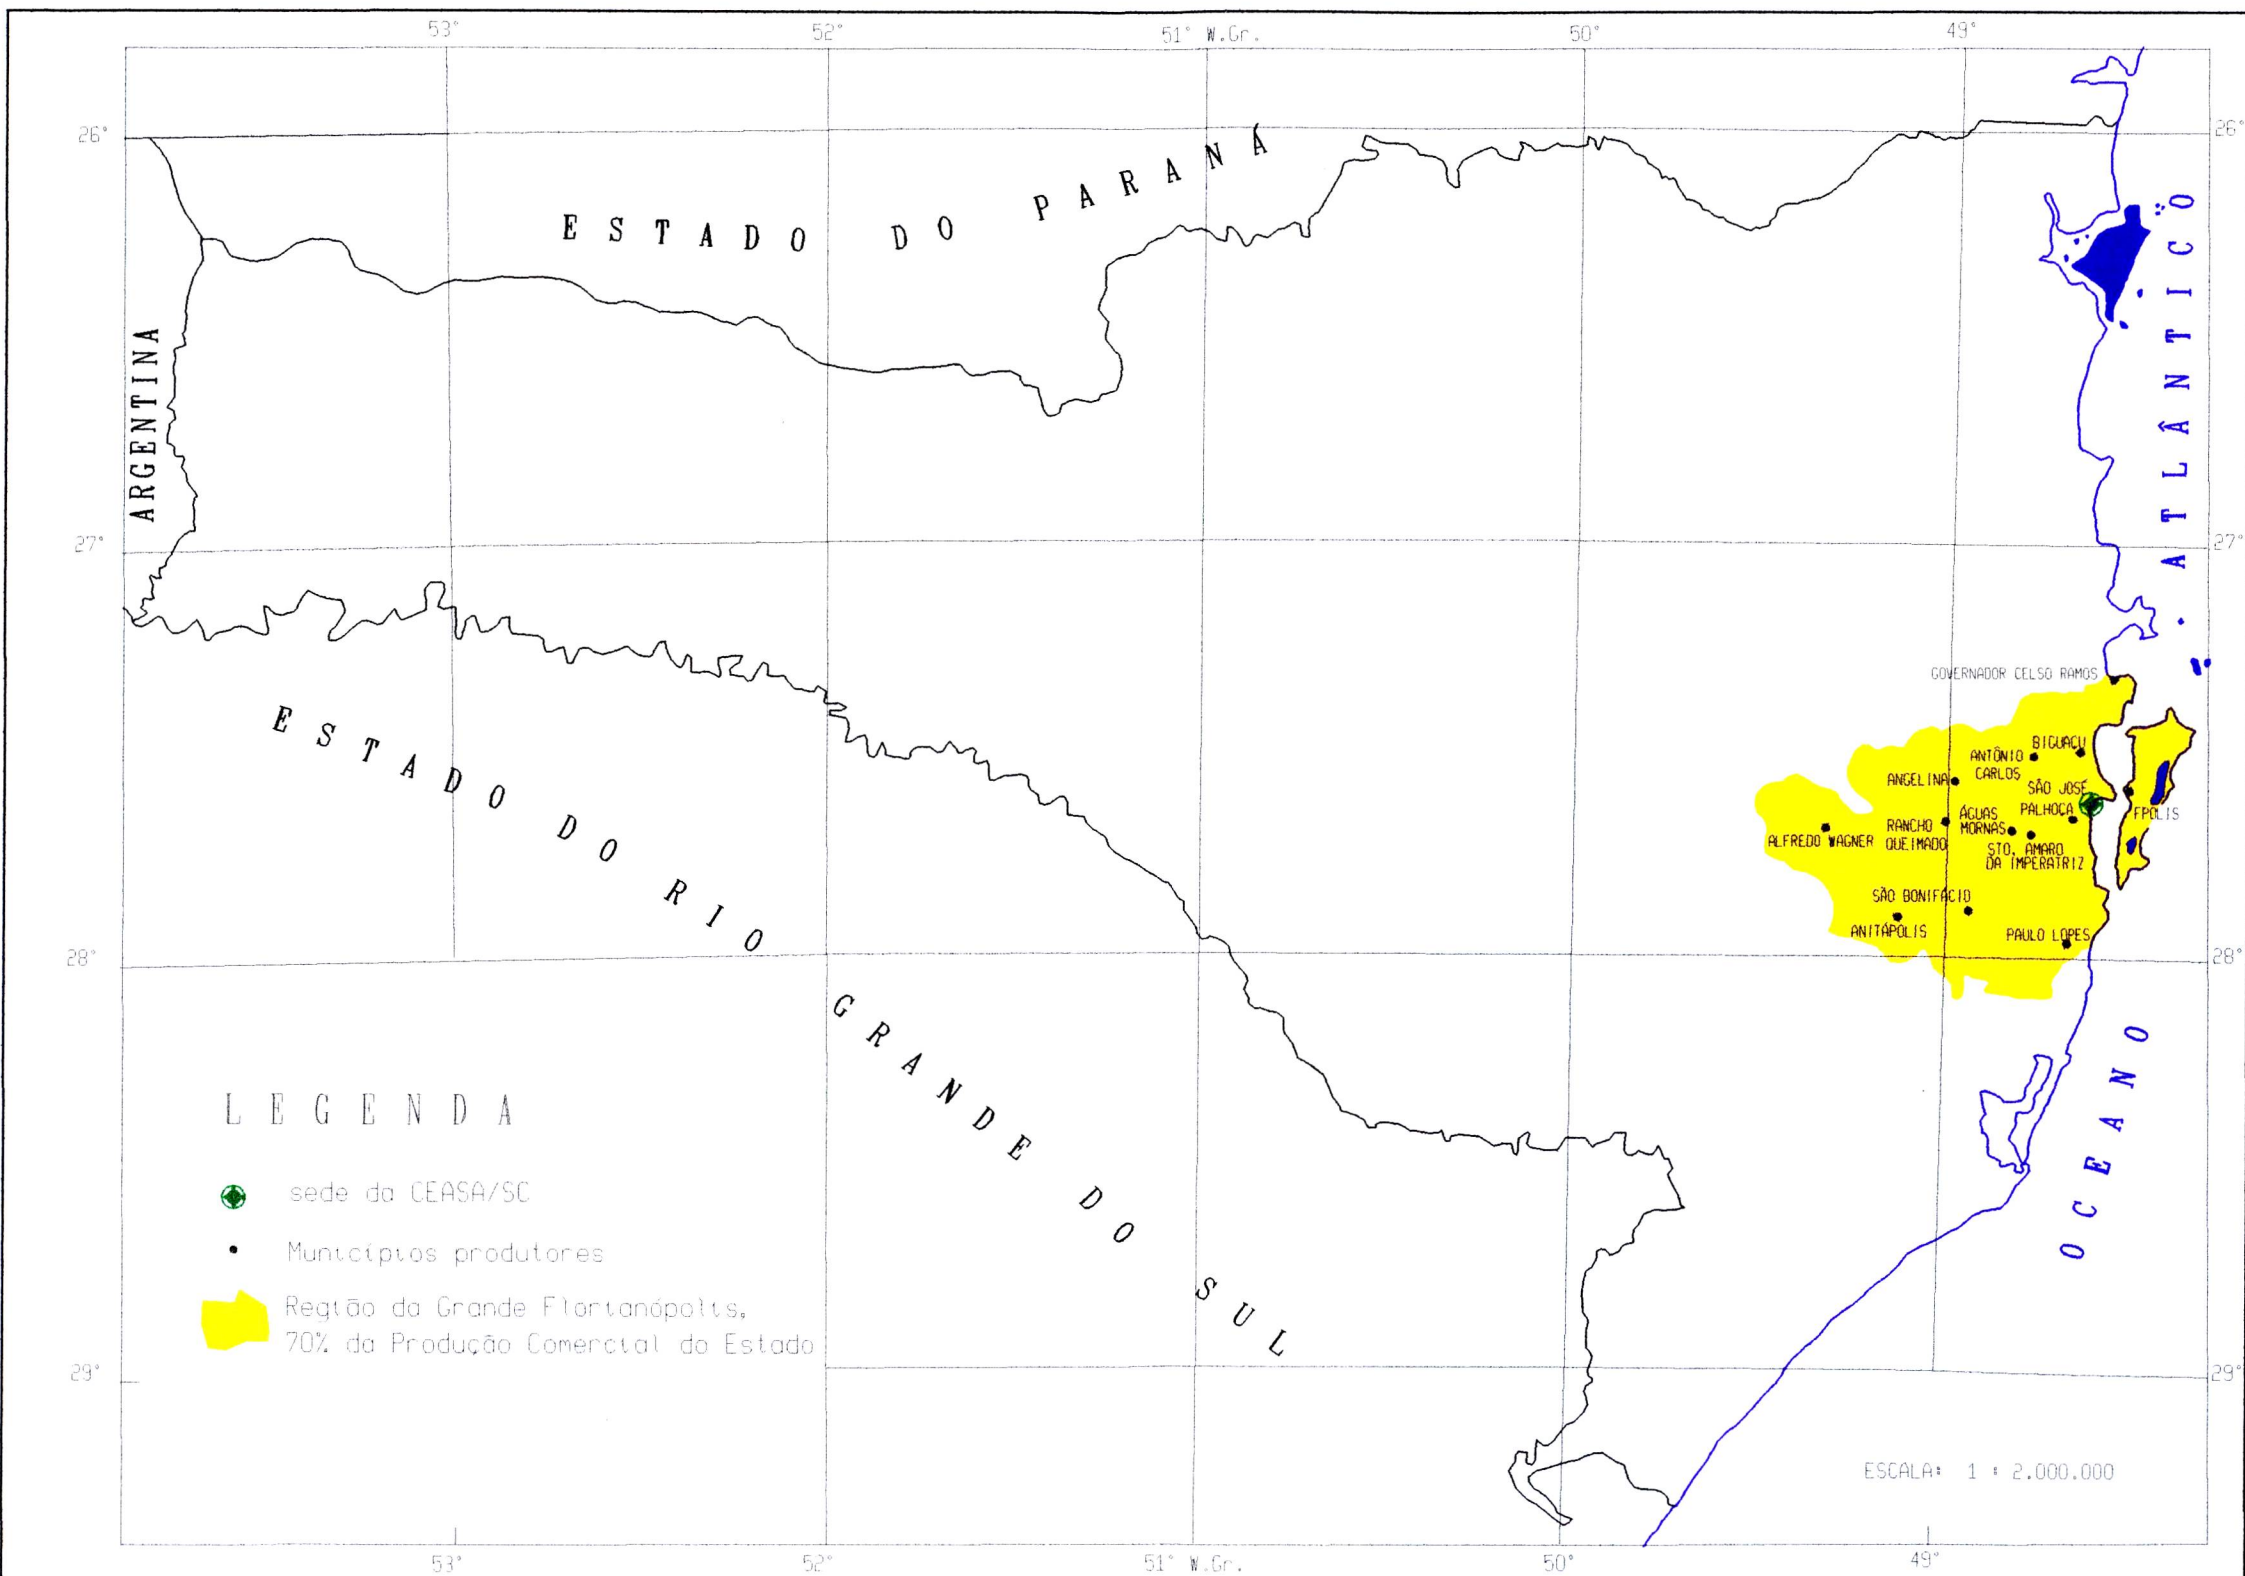 53° 52° 51° W.Gr. 50° 49°
26° 26°
ESTADO DO PARANÁ
ARGENTINA
ATLÂNTICO
27° 27°
GOVERNADOR CELSO RAMOS
BIGUAÇU
ANTÔNIO
CARLOS
ANGELINA
SÃO JOSÉ
PALHOÇA
FPOLIS
ÁGUAS
MORNAS
RANCHO
QUEIMADO
ALFREDO WAGNER
STO. AMARO
DA IMPERATRIZ
SÃO BONIFÁCIO
ANITÁPOLIS
PAULO LOPES
ESTADO DO RIO GRANDE DO SUL
28° 28°
OCEANO
LEGENDA
sede da CEASA/SC
Municípios produtores
Região da Grande Florianópolis,
70% da Produção Comercial do Estado
29° 29°
ESCALA: 1 : 2.000.000
53° 52° 51° W.Gr. 50° 49°